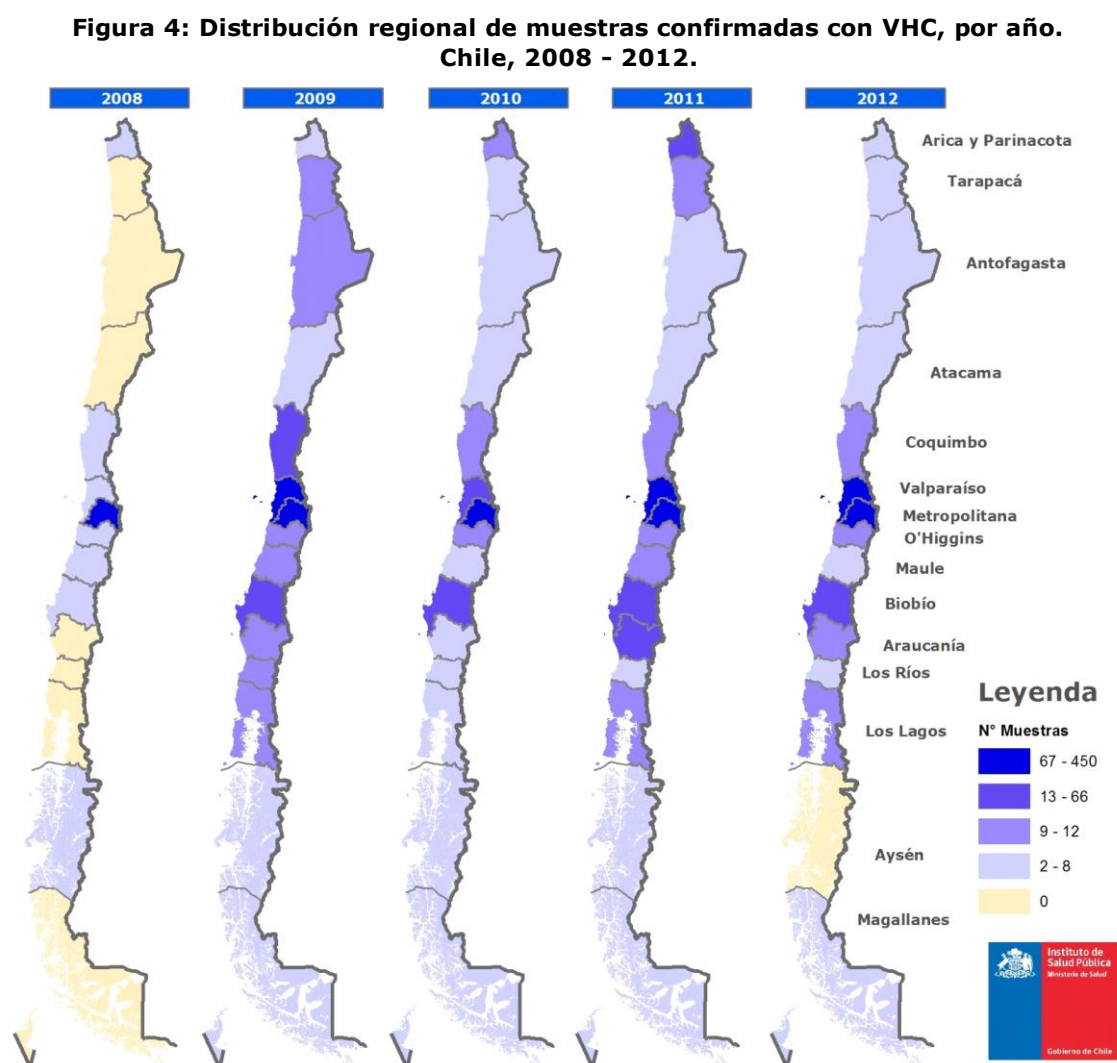 Figura 4: Distribución regional de muestras confirmadas con VHC, por año.
Chile, 2008 - 2012.
2008
2009
2010
2011
2012
Arica y Parinacota
Tarapacá
Antofagasta
Atacama
Coquimbo
Valparaíso
Metropolitana
O'Higgins
Maule
Biobío
Araucanía
Los Ríos
Los Lagos
Aysén
Magallanes
Leyenda
N° Muestras
67 - 450
13 - 66
9 - 12
2 - 8
0
Instituto de
Salud Pública
Ministerio de Salud
Gobierno de Chile